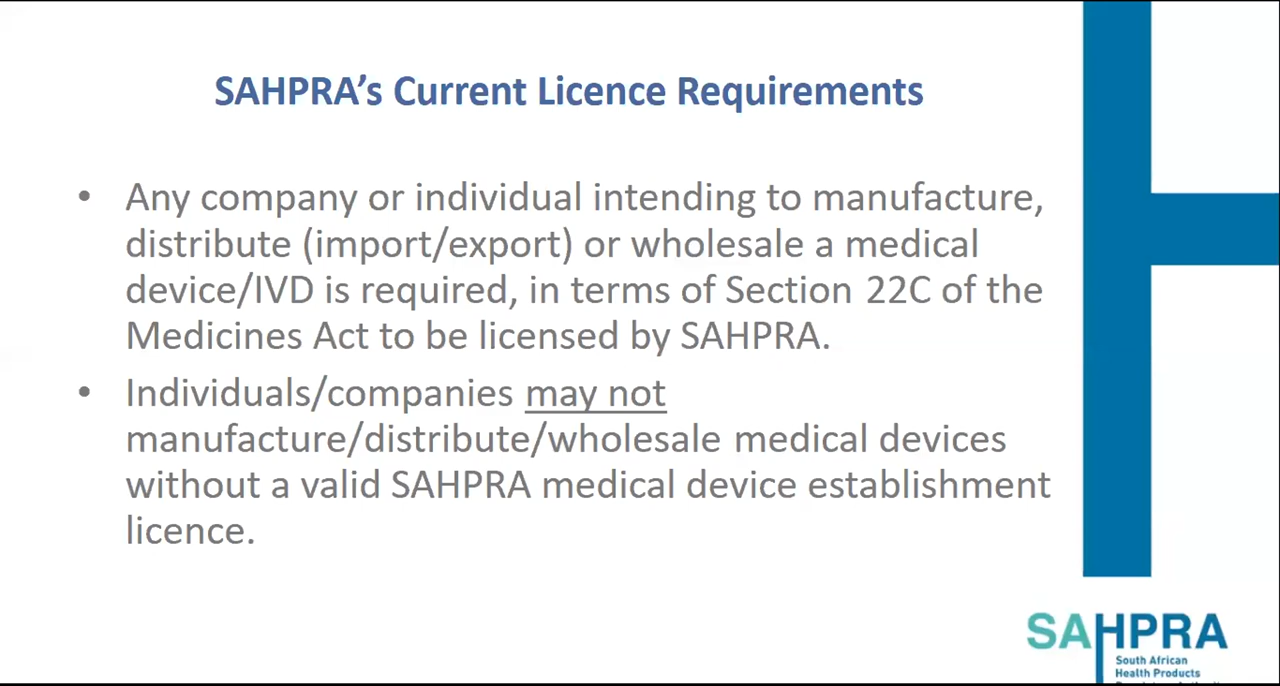 SAHPRA's Current Licence Requirements
• Any company or individual intending to manufacture,
distribute (import/export) or wholesale a medical
device/IVD is required, in terms of Section 22C of the
Medicines Act to be licensed by SAHPRA.
• Individuals/companies may not
manufacture/distribute/wholesale medical devices
without a valid SAHPRA medical device establishment
licence.
SAHPRA
South African
Health Products